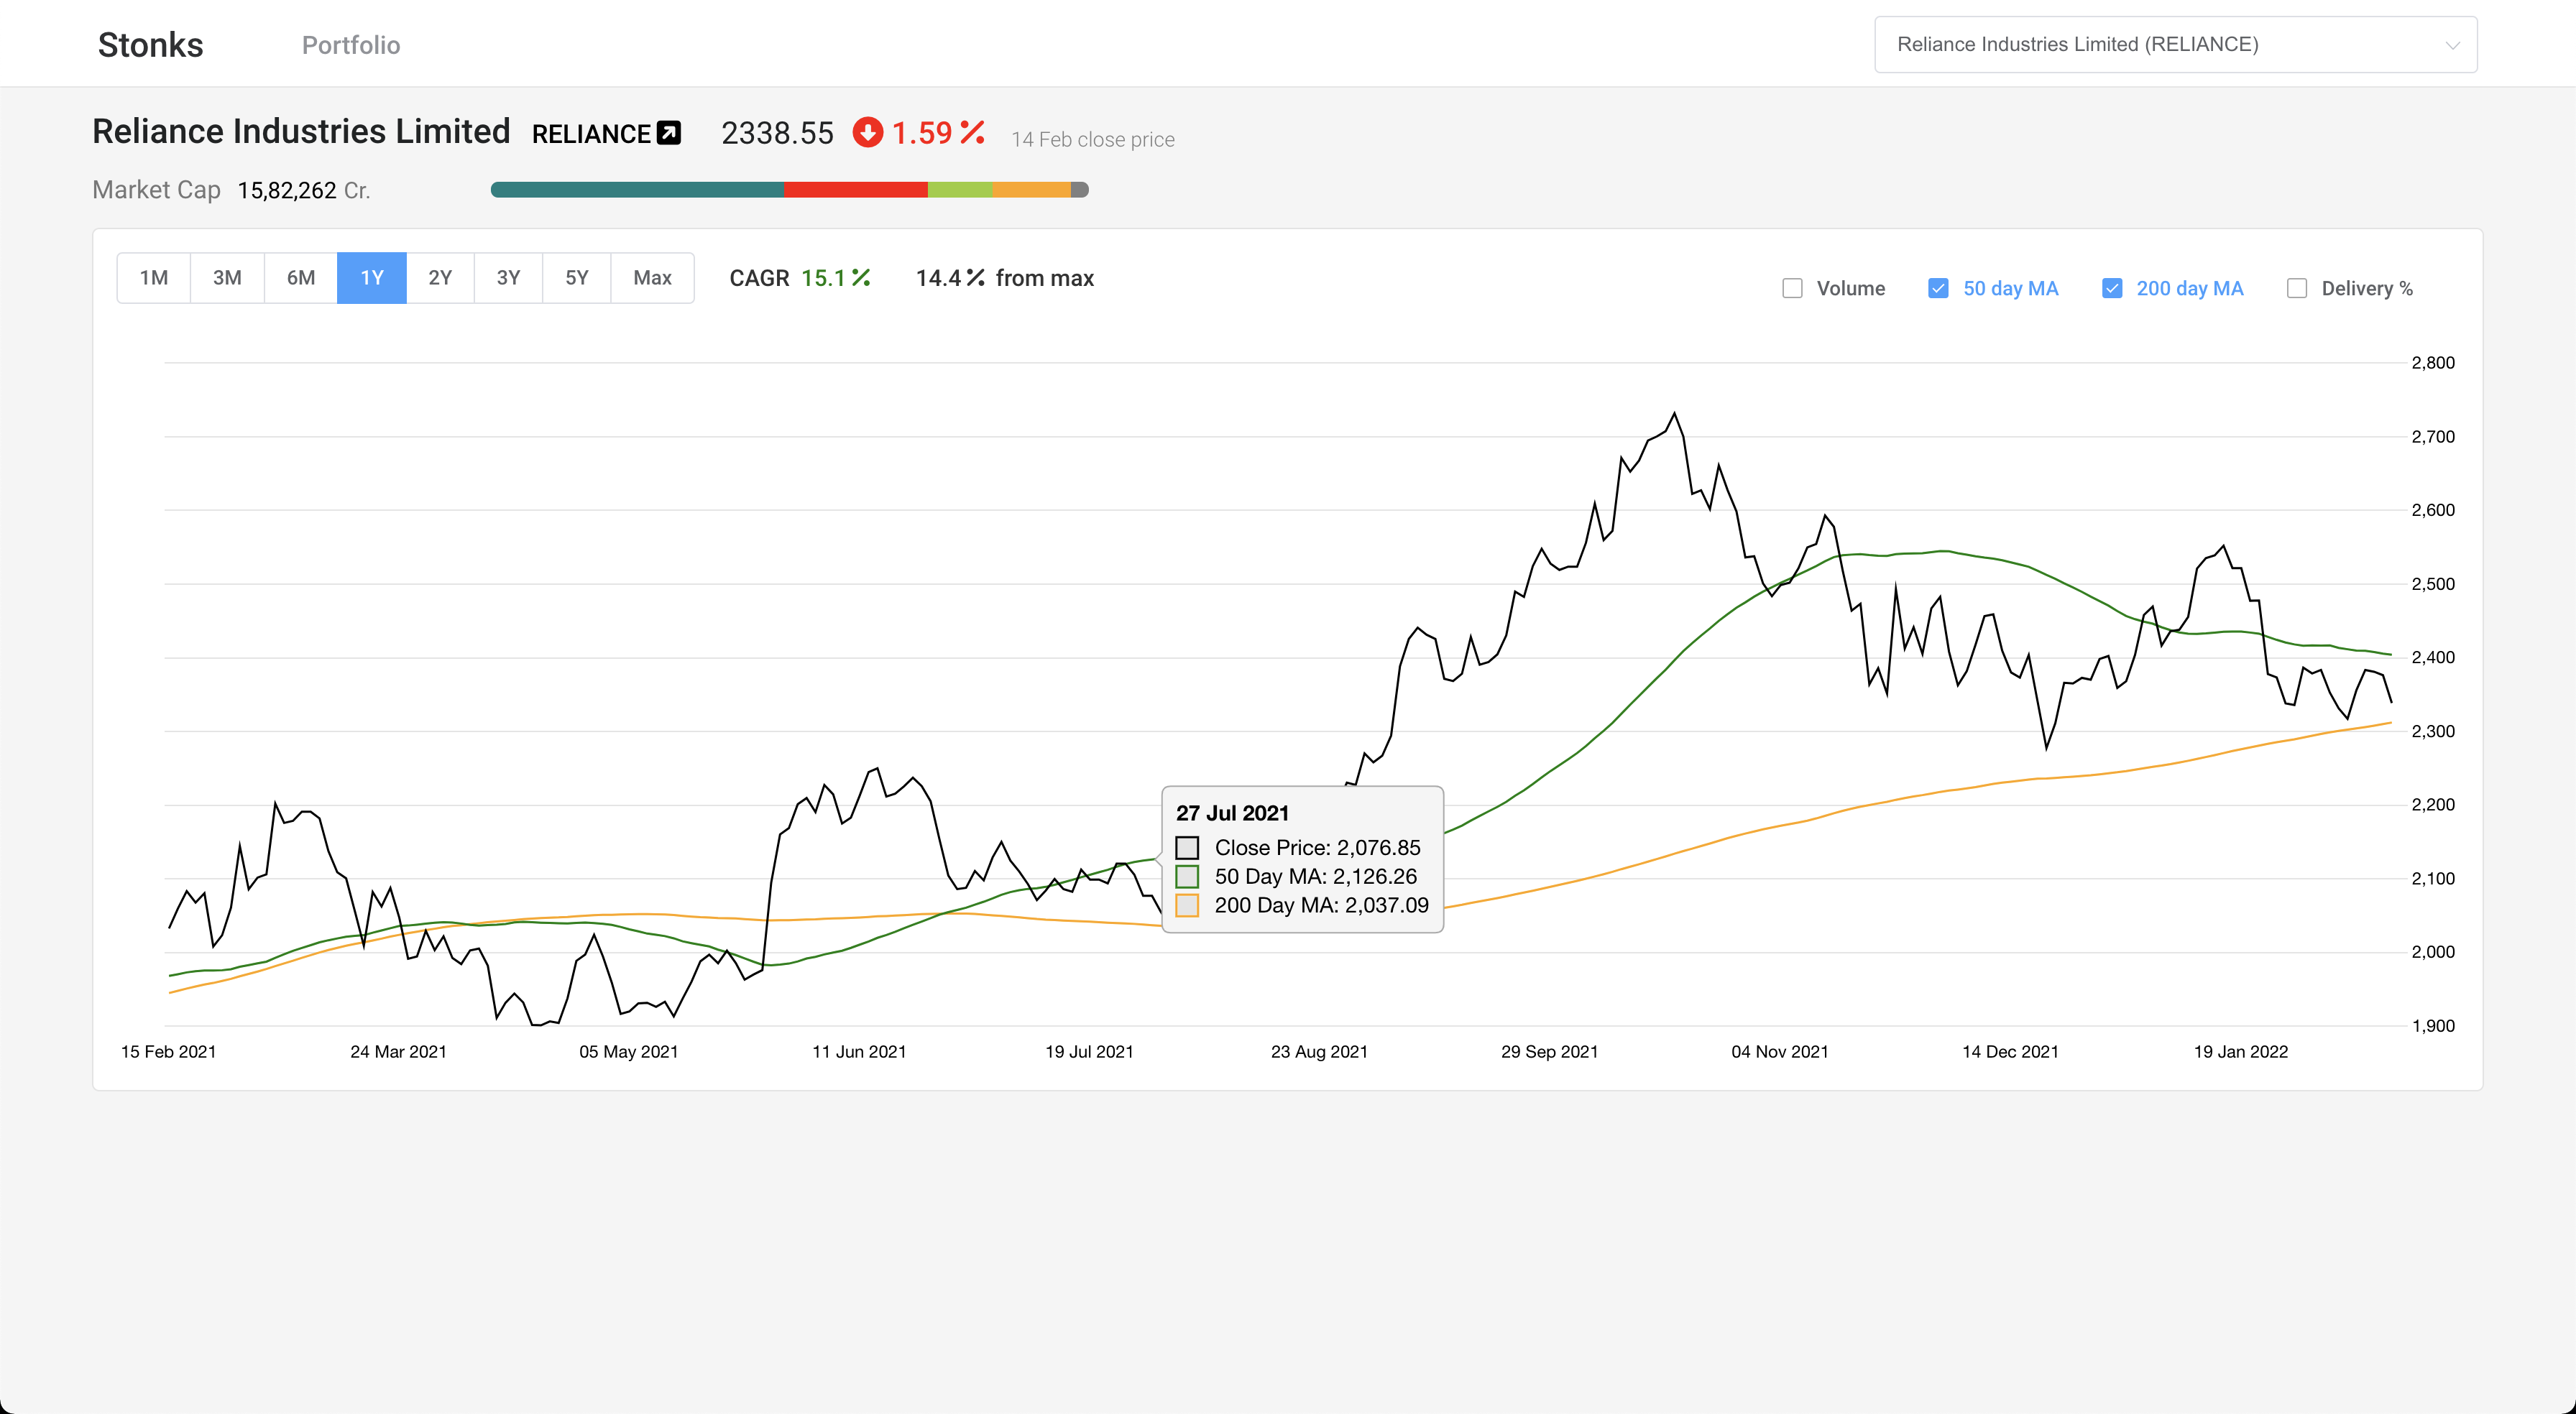 Stonks Portfolio Reliance Industries Limited (RELIANCE)
Reliance Industries Limited RELIANCE 2338.55 1.59 % 14 Feb close price
Market Cap 15,82,262 Cr.
1M 3M 6M 1Y 2Y 3Y 5Y Max CAGR 15.1 % 14.4 % from max
Volume 50 day MA 200 day MA Delivery %
2,800
2,700
2,600
2,500
2,400
2,300
2,200
2,100
2,000
1,900
27 Jul 2021
Close Price: 2,076.85
50 Day MA: 2,126.26
200 Day MA: 2,037.09
15 Feb 2021 24 Mar 2021 05 May 2021 11 Jun 2021 19 Jul 2021 23 Aug 2021 29 Sep 2021 04 Nov 2021 14 Dec 2021 19 Jan 2022